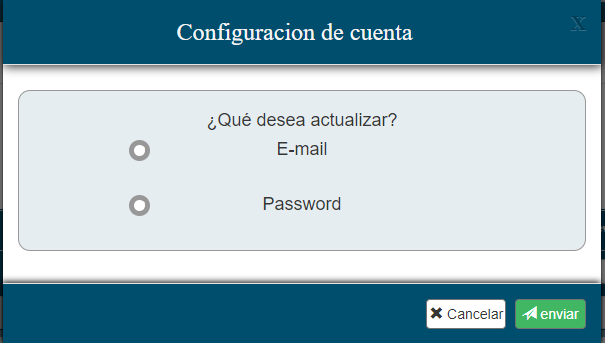 Configuracion de cuenta
X
¿Qué desea actualizar?
E-mail
Password
Cancelar
enviar